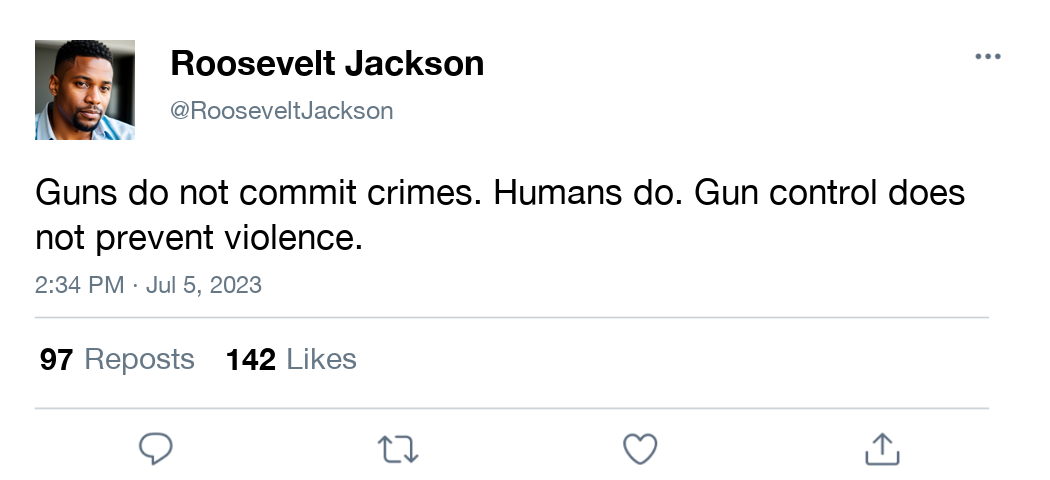 Roosevelt Jackson
@RooseveltJackson
Guns do not commit crimes. Humans do. Gun control does
not prevent violence.
2:34 PM · Jul 5, 2023
97 Reposts 142 Likes